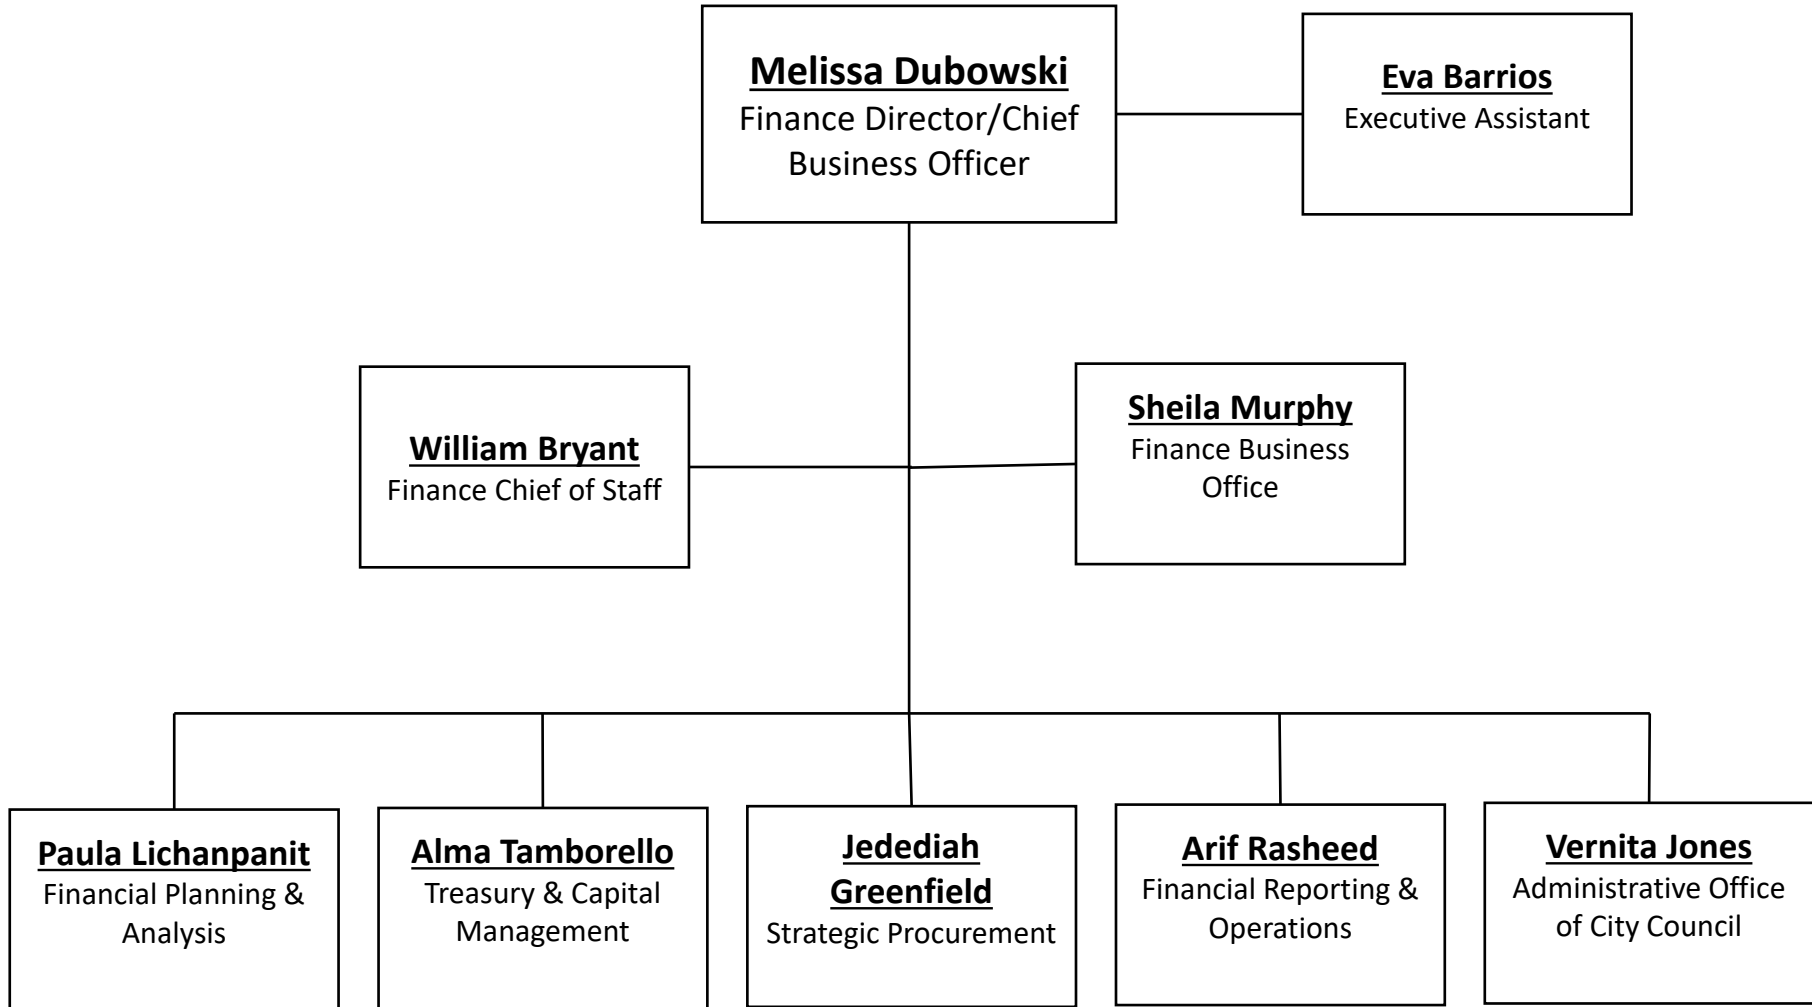 Melissa Dubowski
Finance Director/Chief
Business Officer
Eva Barrios
Executive Assistant
William Bryant
Finance Chief of Staff
Sheila Murphy
Finance Business
Office
Paula Lichanpanit
Financial Planning &
Analysis
Alma Tamborello
Treasury & Capital
Management
Jedediah
Greenfield
Strategic Procurement
Arif Rasheed
Financial Reporting &
Operations
Vernita Jones
Administrative Office
of City Council